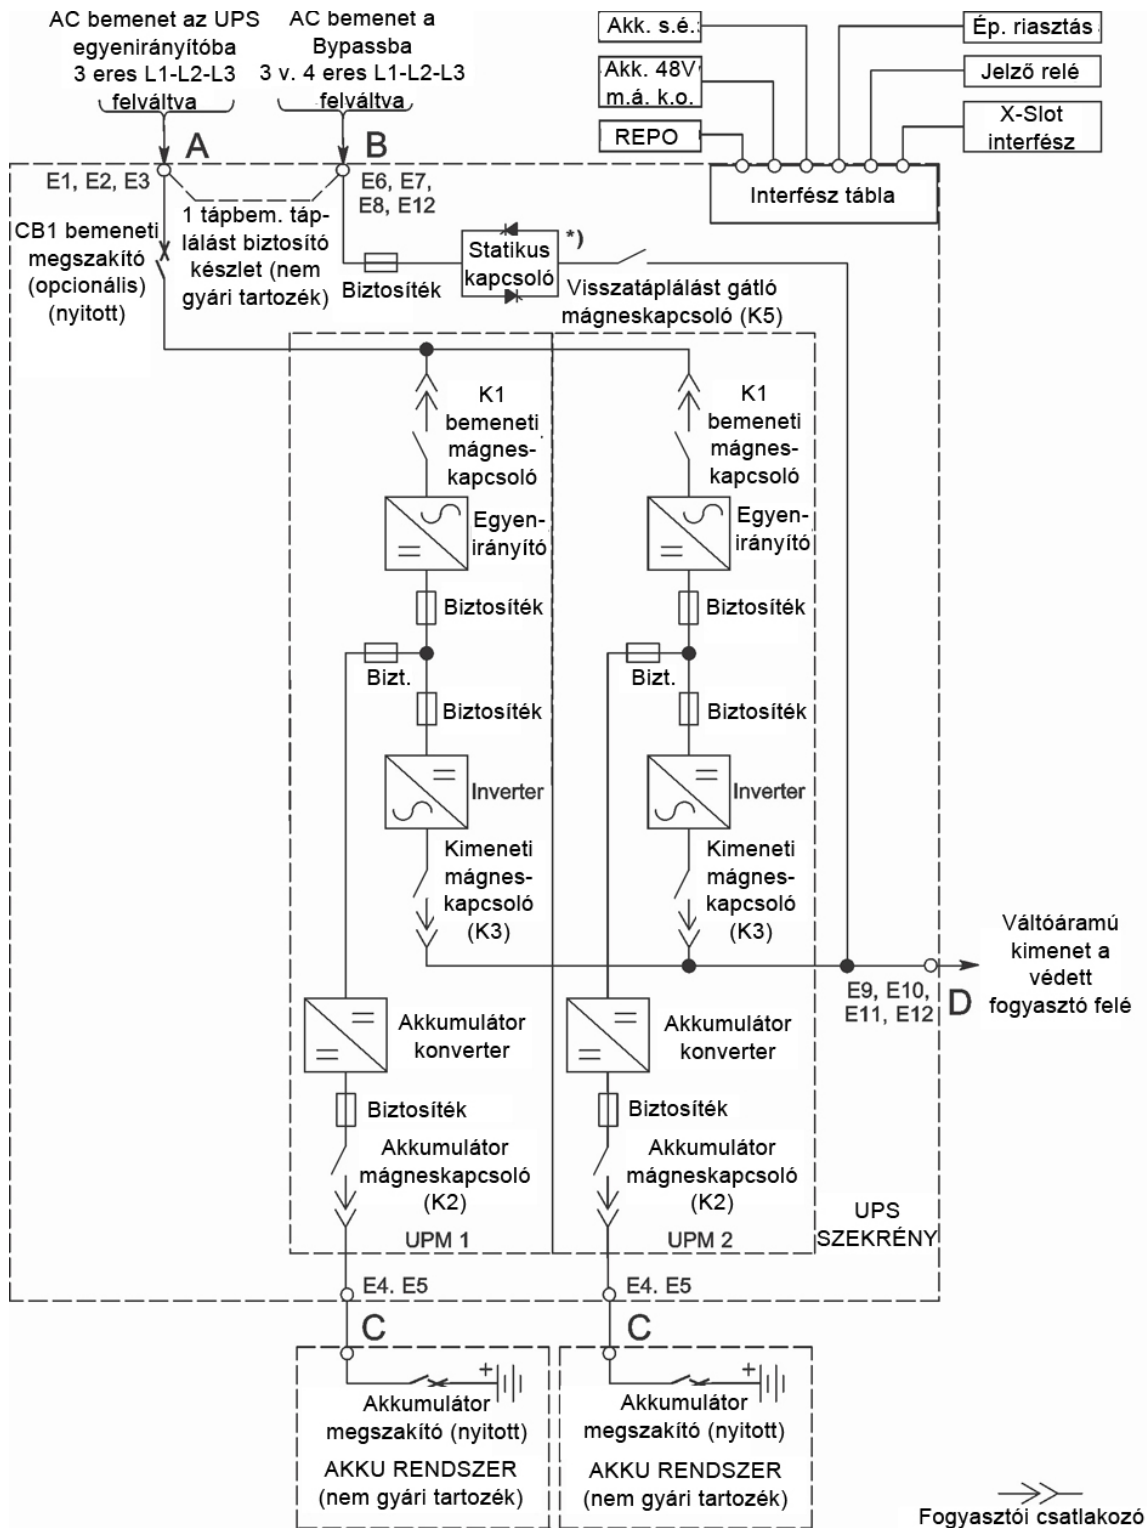 AC bemenet az UPS
egyenirányítóba
3 eres L1-L2-L3
felváltva
AC bemenet a
Bypassba
3 v. 4 eres L1-L2-L3
felváltva
Akk. s.é.:
Akk. 48V
m.á. k.o.
REPO
Ép. riasztás
Jelző relé
X-Slot
interfész
Interfész tábla
A
B
E1, E2, E3
E6, E7,
E8, E12
CB1 bemeneti
megszakító
(opcionális)
(nyitott)
1 tápbem. táp-
lálást biztosító
készlet (nem
gyári tartozék)
Biztosíték
Statikus
kapcsoló
*)
Visszatáplálást gátló
mágneskapcsoló (K5)
K1
bemeneti
mágnes-
kapcsoló
K1
bemeneti
mágnes-
kapcsoló
Egyen-
irányító
Egyen-
irányító
Biztosíték
Biztosíték
Bizt.
Bizt.
Biztosíték
Biztosíték
Inverter
Inverter
Kimeneti
mágnes-
kapcsoló
(K3)
Kimeneti
mágnes-
kapcsoló
(K3)
Váltóáramú
kimenet a
védett
fogyasztó felé
E9, E10,
E11, E12
D
Akkumulátor
konverter
Akkumulátor
konverter
Biztosíték
Biztosíték
Akkumulátor
mágneskapcsoló
(K2)
Akkumulátor
mágneskapcsoló
(K2)
UPM 1
UPM 2
UPS
SZEKRÉNY
E4. E5
E4. E5
C
C
+
+
Akkumulátor
megszakító (nyitott)
Akkumulátor
megszakító (nyitott)
AKKU RENDSZER
(nem gyári tartozék)
AKKU RENDSZER
(nem gyári tartozék)
Fogyasztói csatlakozó